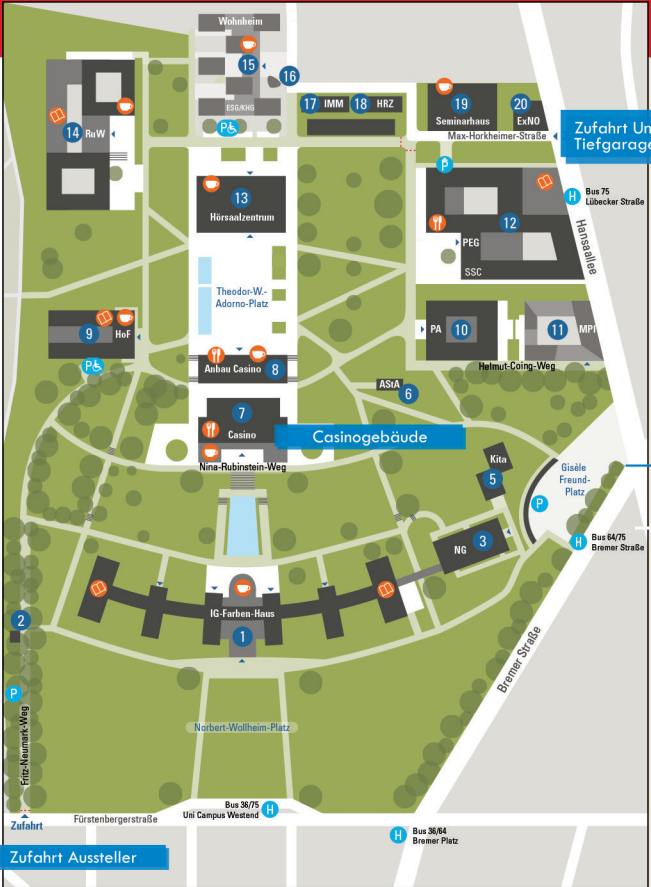 Wohnheim
15
16
ESG/KHG
17 IMM 18 HRZ
19
Seminarhaus
20
ExNO
14 RuW
P
Max-Horkheimer-Straße
Zufahrt Un
Tiefgarage
P
13
Hörsaalzentrum
H Bus 75
Lübecker Straße
12
PEG
SSC
Hansaallee
Theodor-W.-
Adorno-Platz
9 HoF
P
PA 10
11 MPI
Helmut-Coing-Weg
Anbau Casino 8
AStA
6
7
Casino
Casinogebäude
Nina-Rubinstein-Weg
Kita
5
Gisèle
Freund-
Platz
P
NG 3
H Bus 64/75
Bremer Straße
IG-Farben-Haus
1
2
P
Fritz-Neumark-Weg
Bremer Straße
Norbert-Wollheim-Platz
Bus 36/75
Uni Campus Westend H
Fürstenbergerstraße
Zufahrt
H Bus 36/64
Bremer Platz
Zufahrt Aussteller